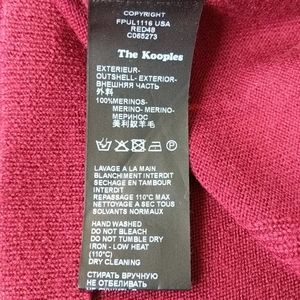 COPYRIGHT
FPUL1116 USA
RED48
C065273
The Kooples
EXTERIEUR-
OUTSHELL- EXTERIOR-
ВНЕШНЯЯ ЧАСТЬ
外料
100%MERINOS-
MERINO- MERINO-
МЕРИНОС
美利奴羊毛
LAVAGE A LA MAIN
BLANCHIMENT INTERDIT
SECHAGE EN TAMBOUR
INTERDIT
REPASSAGE 110°C MAX
NETTOYAGE A SEC TOUS
SOLVANTS NORMAUX
HAND WASHED
DO NOT BLEACH
DO NOT TUMBLE DRY
IRON - LOW HEAT
(110°C)
DRY CLEANING
СТИРАТЬ ВРУЧНУЮ
НЕ ОТБЕЛИВАТЬ